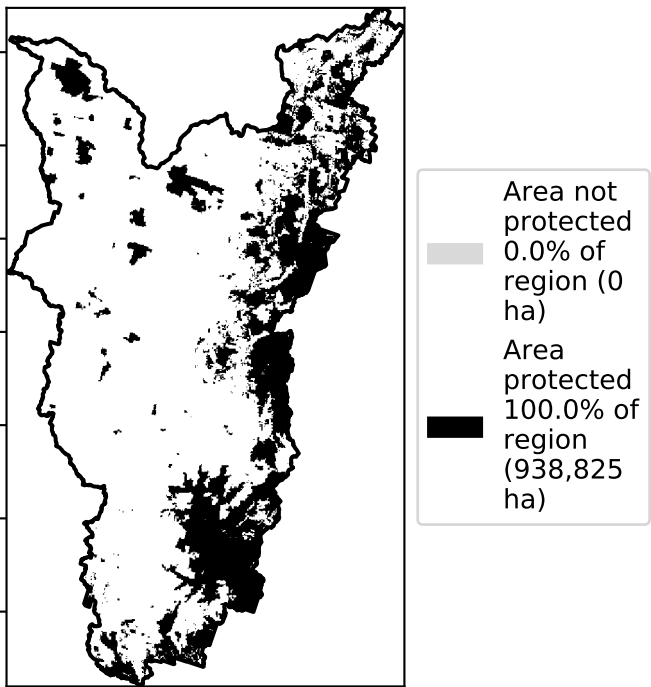 Area not
protected
0.0% of
region (0
ha)
Area
protected
100.0% of
region
(938,825
ha)